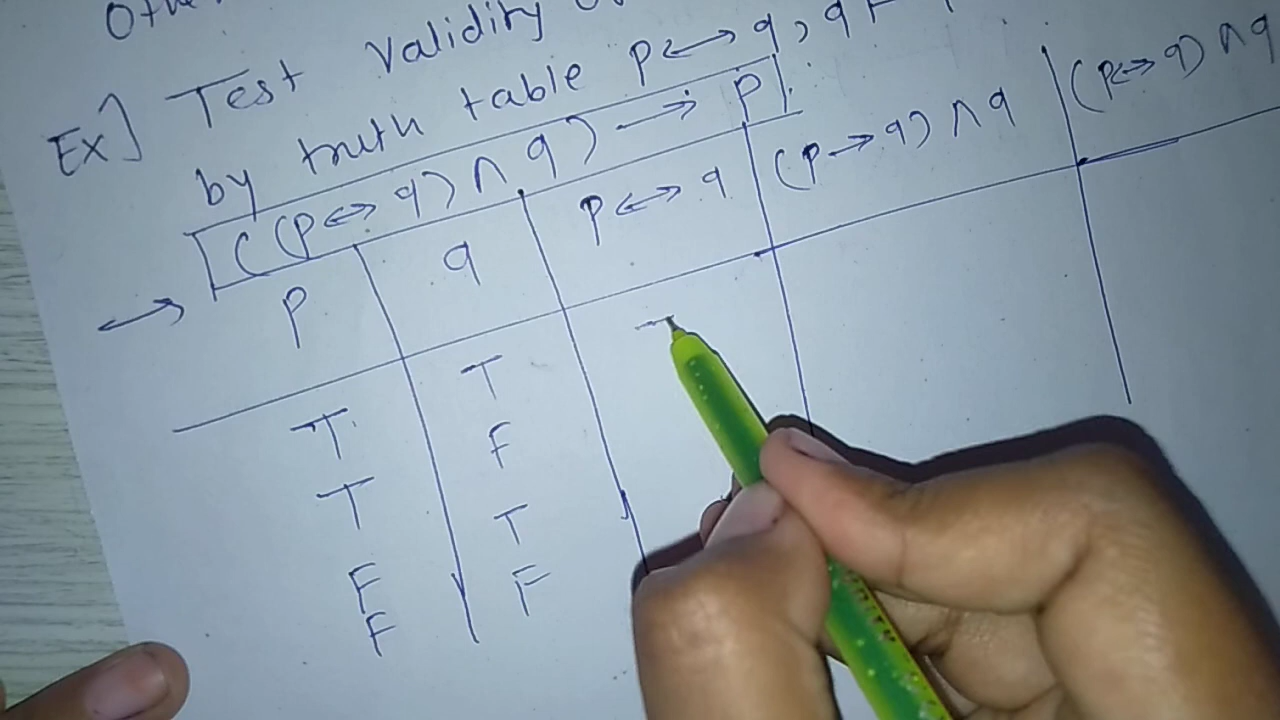 Ex] Test Validity
by truth table p↔q, q ⊢
((p↔q) ∧ q) → p
p q p↔q (p→q) ∧ q (p↔q) ∧ q
T T
T F
F T
F F